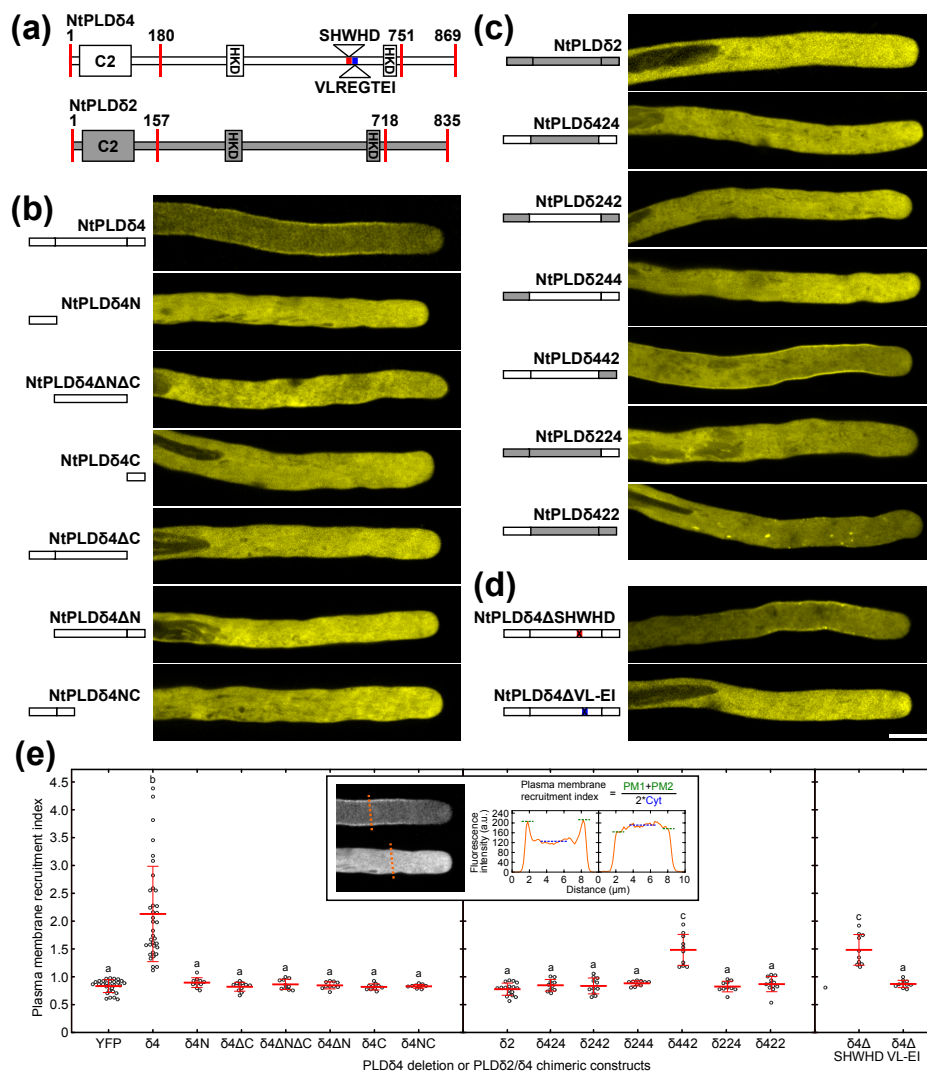 (a)
NtPLDδ4
1
180
SHWHD
751
869
C2
HKD
HKD
VLREGTEI
NtPLDδ2
1
157
718
835
C2
HKD
HKD
(b)
NtPLDδ4
NtPLDδ4N
NtPLDδ4ΔNΔC
NtPLDδ4C
NtPLDδ4ΔC
NtPLDδ4ΔN
NtPLDδ4NC
(c)
NtPLDδ2
NtPLDδ424
NtPLDδ242
NtPLDδ244
NtPLDδ442
NtPLDδ224
NtPLDδ422
(d)
NtPLDδ4ΔSHWHD
NtPLDδ4ΔVL-EI
(e)
Plasma membrane recruitment index
4.5
4.0
3.5
3.0
2.5
2.0
1.5
1.0
0.5
0
a b a a a a a a
a a a a c a a
c a
Plasma membrane recruitment index = PM1+PM2 / 2*Cyt
Fluorescence intensity (a.u.)
240
200
160
120
80
40
0
0 2 4 6 8 0 2 4 6 8 10
Distance (μm)
YFP δ4 δ4N δ4ΔC δ4ΔNΔC δ4ΔN δ4C δ4NC δ2 δ424 δ242 δ244 δ442 δ224 δ422 δ4Δ SHWHD δ4Δ VL-EI
PLDδ4 deletion or PLDδ2/δ4 chimeric constructs